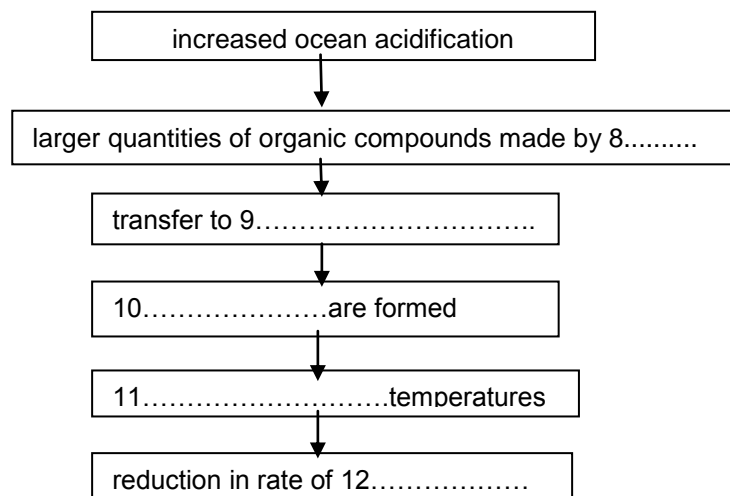 increased ocean acidification
larger quantities of organic compounds made by 8..........
transfer to 9…………………………..
10…………………are formed
11………………………temperatures
reduction in rate of 12………………